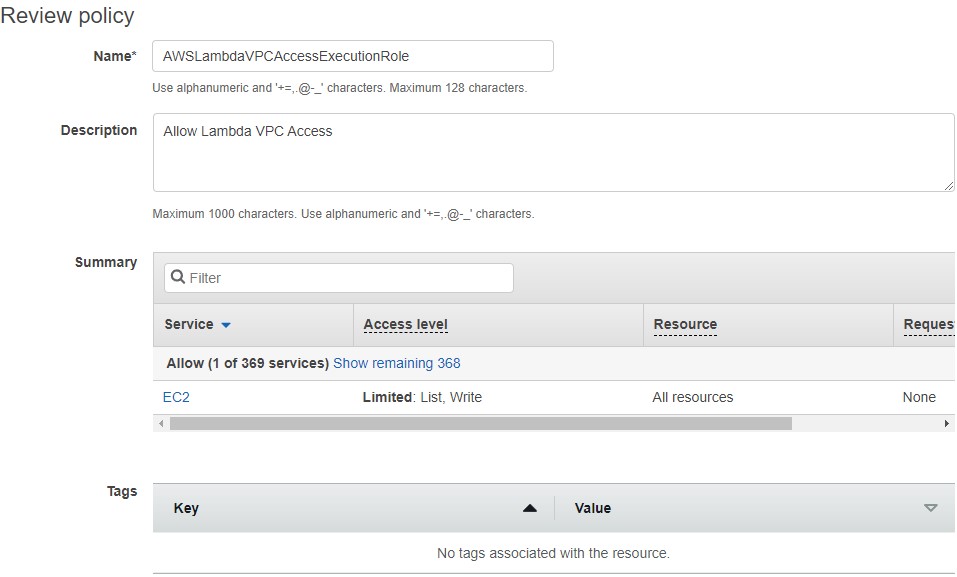 Review policy
Name* AWSLambdaVPCAccessExecutionRole
Use alphanumeric and '+=,.@-_' characters. Maximum 128 characters.
Description Allow Lambda VPC Access
Maximum 1000 characters. Use alphanumeric and '+=,.@-_' characters.
Summary Filter
Service Access level Resource Reques
Allow (1 of 369 services) Show remaining 368
EC2 Limited: List, Write All resources None
Tags
Key Value
No tags associated with the resource.